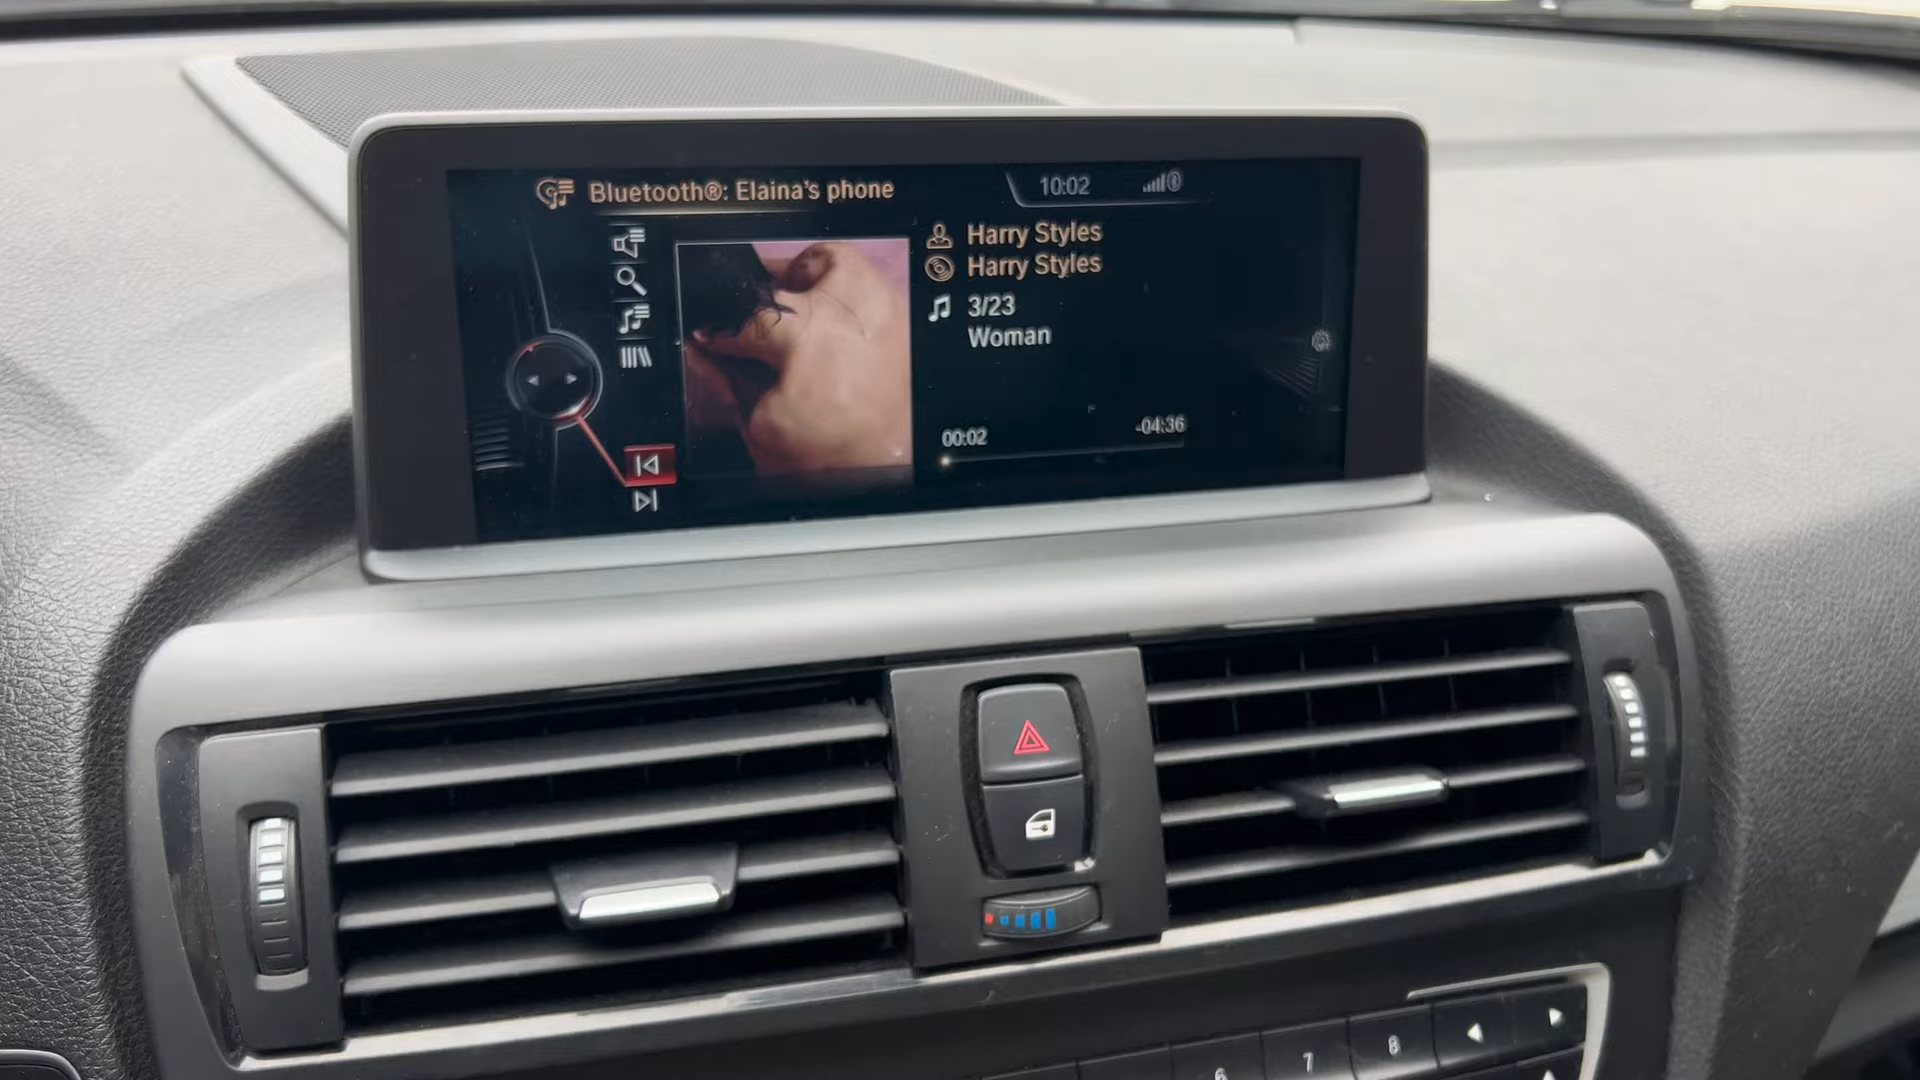 Bluetooth®: Elaina's phone
10:02
Harry Styles
Harry Styles
3/23
Woman
00:02
-04:36
6
7
8